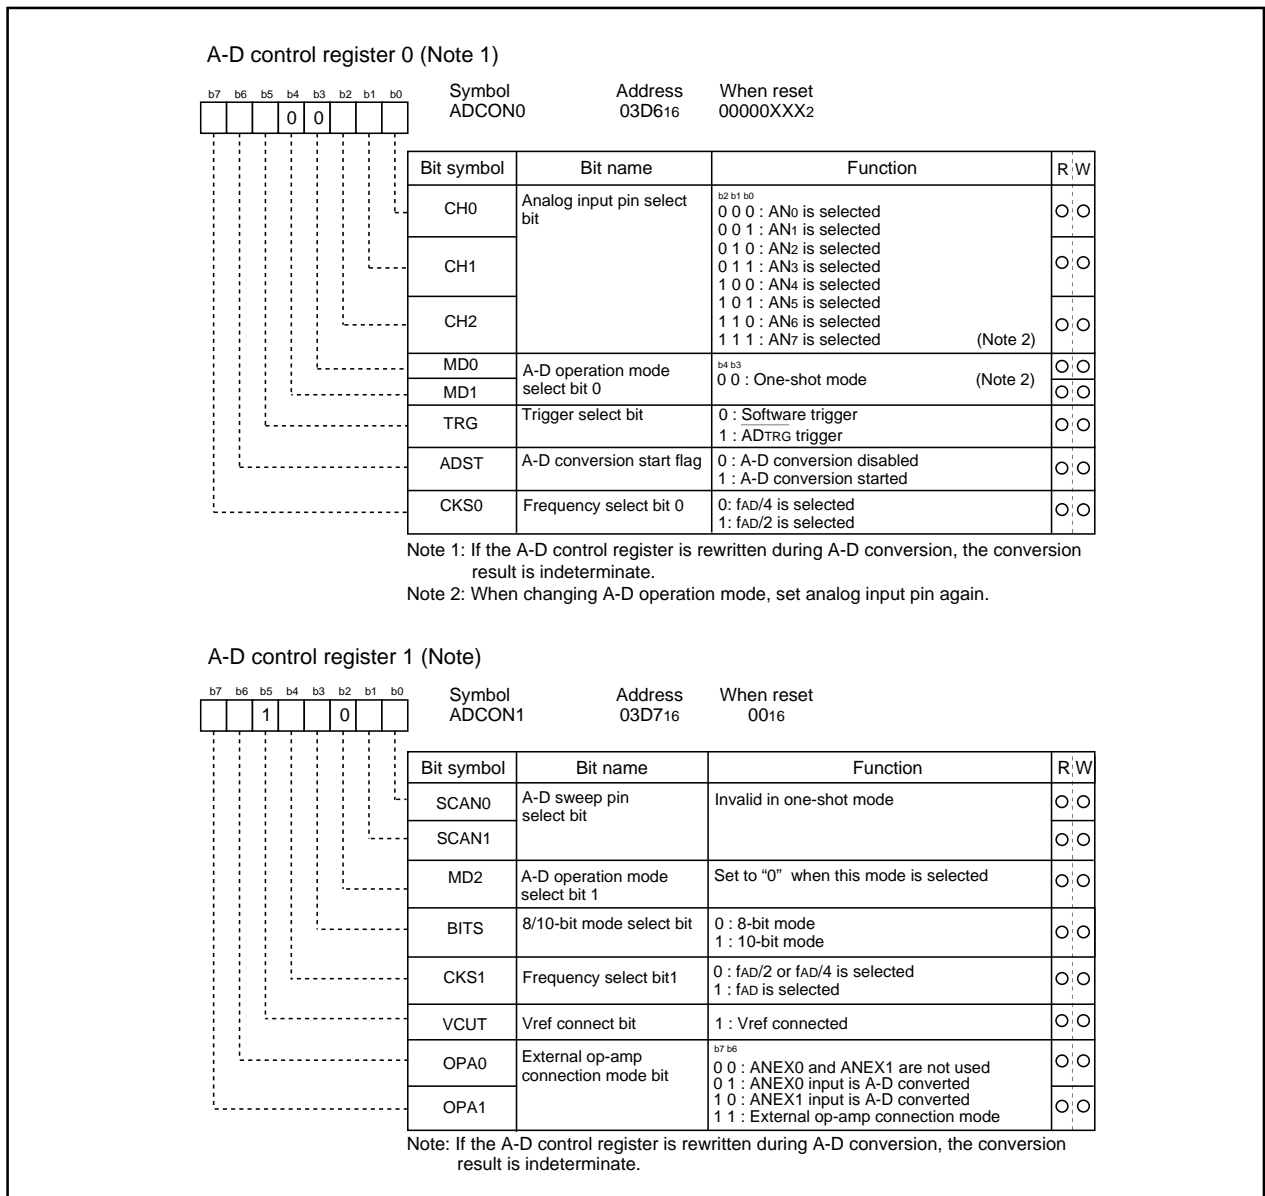 A-D control register 0 (Note 1)
b7 b6 b5 b4 b3 b2 b1 b0
0 0
Symbol Address When reset
ADCON0 03D616 00000XXX2
Bit symbol Bit name Function R W
CH0 Analog input pin select bit
b2 b1 b0
0 0 0 : AN0 is selected
0 0 1 : AN1 is selected
0 1 0 : AN2 is selected
CH1
0 1 1 : AN3 is selected
1 0 0 : AN4 is selected
1 0 1 : AN5 is selected
CH2
1 1 0 : AN6 is selected
1 1 1 : AN7 is selected (Note 2)
MD0 A-D operation mode select bit 0
b4 b3
0 0 : One-shot mode (Note 2)
MD1
TRG Trigger select bit
0 : Software trigger
1 : ADTRG trigger
ADST A-D conversion start flag
0 : A-D conversion disabled
1 : A-D conversion started
CKS0 Frequency select bit 0
0: fAD/4 is selected
1: fAD/2 is selected
Note 1: If the A-D control register is rewritten during A-D conversion, the conversion
result is indeterminate.
Note 2: When changing A-D operation mode, set analog input pin again.
A-D control register 1 (Note)
b7 b6 b5 b4 b3 b2 b1 b0
1 0
Symbol Address When reset
ADCON1 03D716 0016
Bit symbol Bit name Function R W
SCAN0 A-D sweep pin select bit
Invalid in one-shot mode
SCAN1
MD2 A-D operation mode select bit 1
Set to “0” when this mode is selected
BITS 8/10-bit mode select bit
0 : 8-bit mode
1 : 10-bit mode
CKS1 Frequency select bit1
0 : fAD/2 or fAD/4 is selected
1 : fAD is selected
VCUT Vref connect bit
1 : Vref connected
OPA0 External op-amp connection mode bit
b7 b6
0 0 : ANEX0 and ANEX1 are not used
0 1 : ANEX0 input is A-D converted
1 0 : ANEX1 input is A-D converted
OPA1
1 1 : External op-amp connection mode
Note: If the A-D control register is rewritten during A-D conversion, the conversion
result is indeterminate.